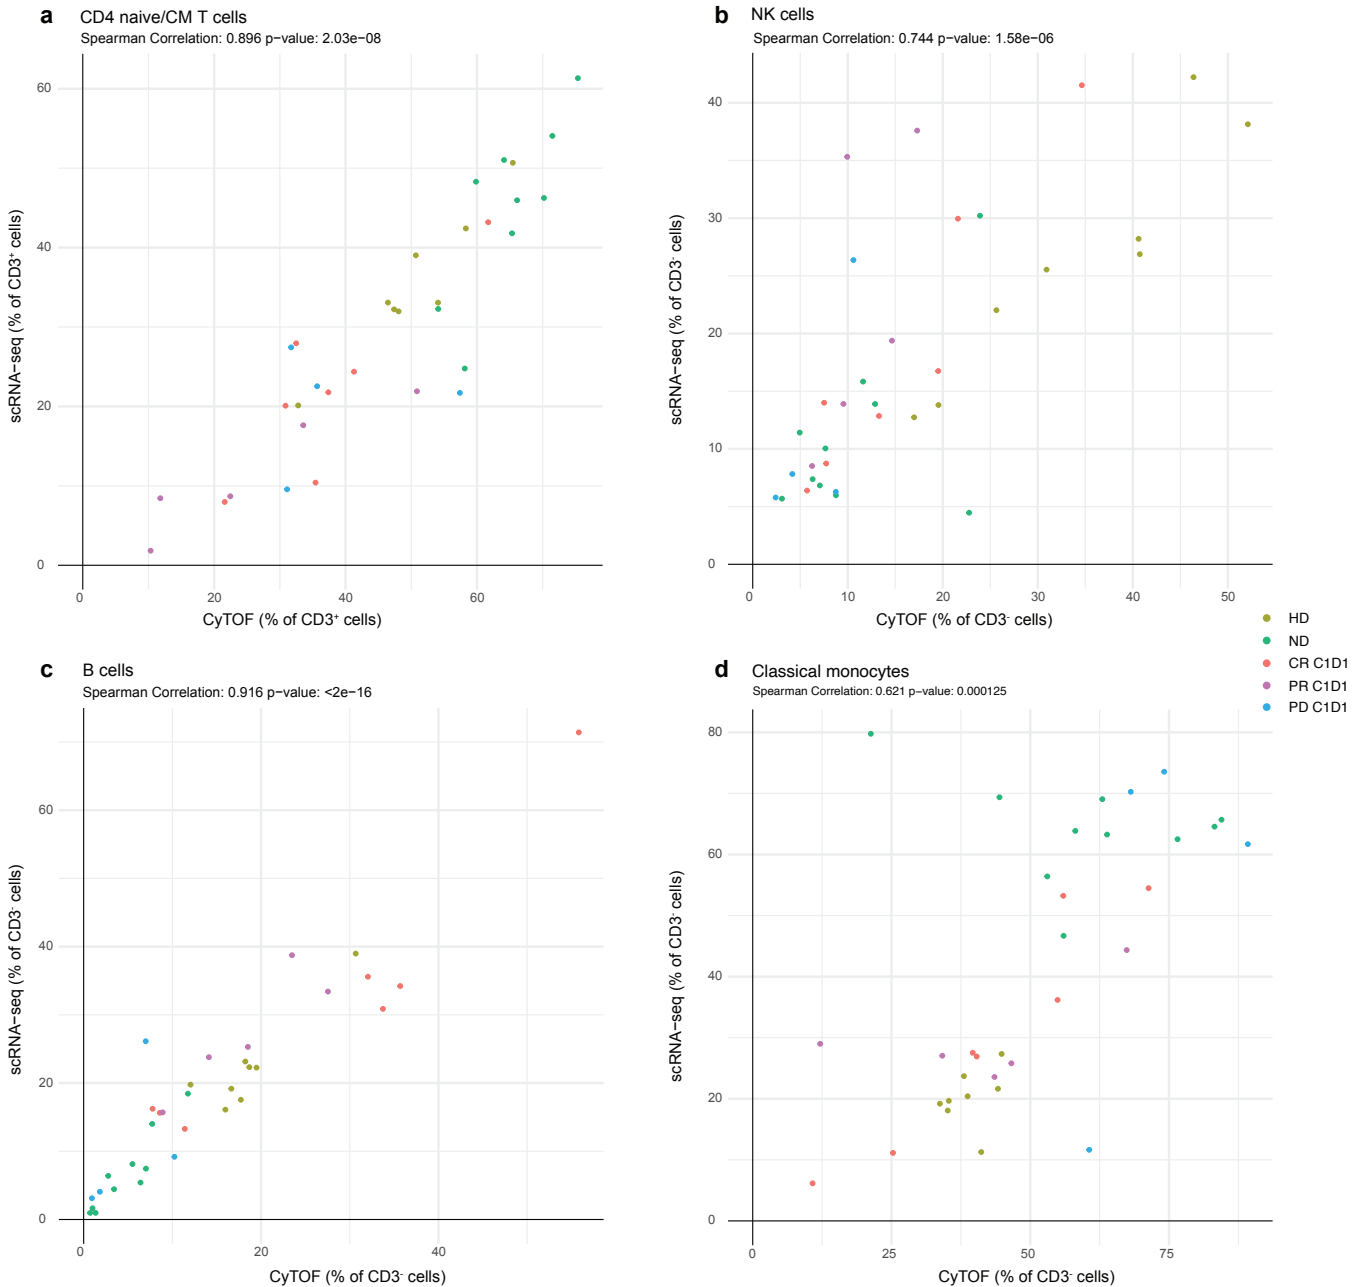 a CD4 naive/CM T cells
Spearman Correlation: 0.896 p−value: 2.03e−08
60
40
20
0
0 20 40 60
scRNA−seq (% of CD3⁺ cells)
CyTOF (% of CD3⁺ cells)
b NK cells
Spearman Correlation: 0.744 p−value: 1.58e−06
40
30
20
10
0
0 10 20 30 40 50
scRNA−seq (% of CD3⁻ cells)
CyTOF (% of CD3⁻ cells)
HD
ND
CR C1D1
PR C1D1
PD C1D1
c B cells
Spearman Correlation: 0.916 p−value: <2e−16
60
40
20
0
0 20 40
scRNA−seq (% of CD3⁻ cells)
CyTOF (% of CD3⁻ cells)
d Classical monocytes
Spearman Correlation: 0.621 p−value: 0.000125
80
60
40
20
0
0 25 50 75
scRNA−seq (% of CD3⁻ cells)
CyTOF (% of CD3⁻ cells)